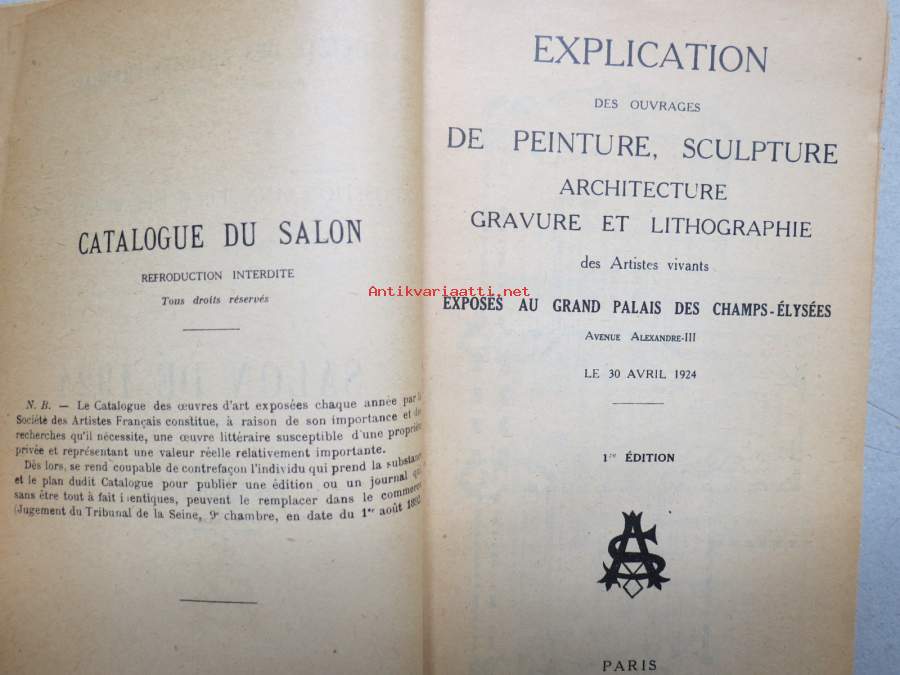 CATALOGUE DU SALON
REPRODUCTION INTERDITE
Tous droits réservés
N. B. — Le Catalogue des œuvres d'art exposées chaque année par la
Société des Artistes Français constitue, à raison de son importance et des
recherches qu'il nécessite, une œuvre littéraire susceptible d'une propriété
privée et représentant une valeur réelle relativement importante.
Dès lors, se rend coupable de contrefaçon l'individu qui prend la substance
et le plan dudit Catalogue pour publier une édition ou un journal qui,
sans être tout à fait identiques, peuvent le remplacer dans le commerce
(Jugement du Tribunal de la Seine, 9e chambre, en date du 1er août
EXPLICATION
DES OUVRAGES
DE PEINTURE, SCULPTURE
ARCHITECTURE
GRAVURE ET LITHOGRAPHIE
des Artistes vivants
EXPOSÉS AU GRAND PALAIS DES CHAMPS-ÉLYSÉES
AVENUE ALEXANDRE-III
LE 30 AVRIL 1924
1re ÉDITION
PARIS
Antikvariaatti.net
SALON DE 1924